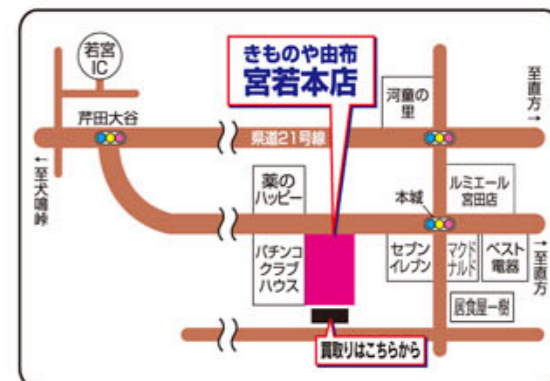 若宮
IC
きものや由布
宮若本店
河童の
里
至直方→
芹田大谷
県道21号線
←至犬鳴峠
薬の
ハッピー
本城
ルミエール
宮田店
パチンコ
クラブ
ハウス
セブン
イレブン
マクド
ナルド
ベスト
電器
→至直方
居食屋一樹
買取りはこちらから